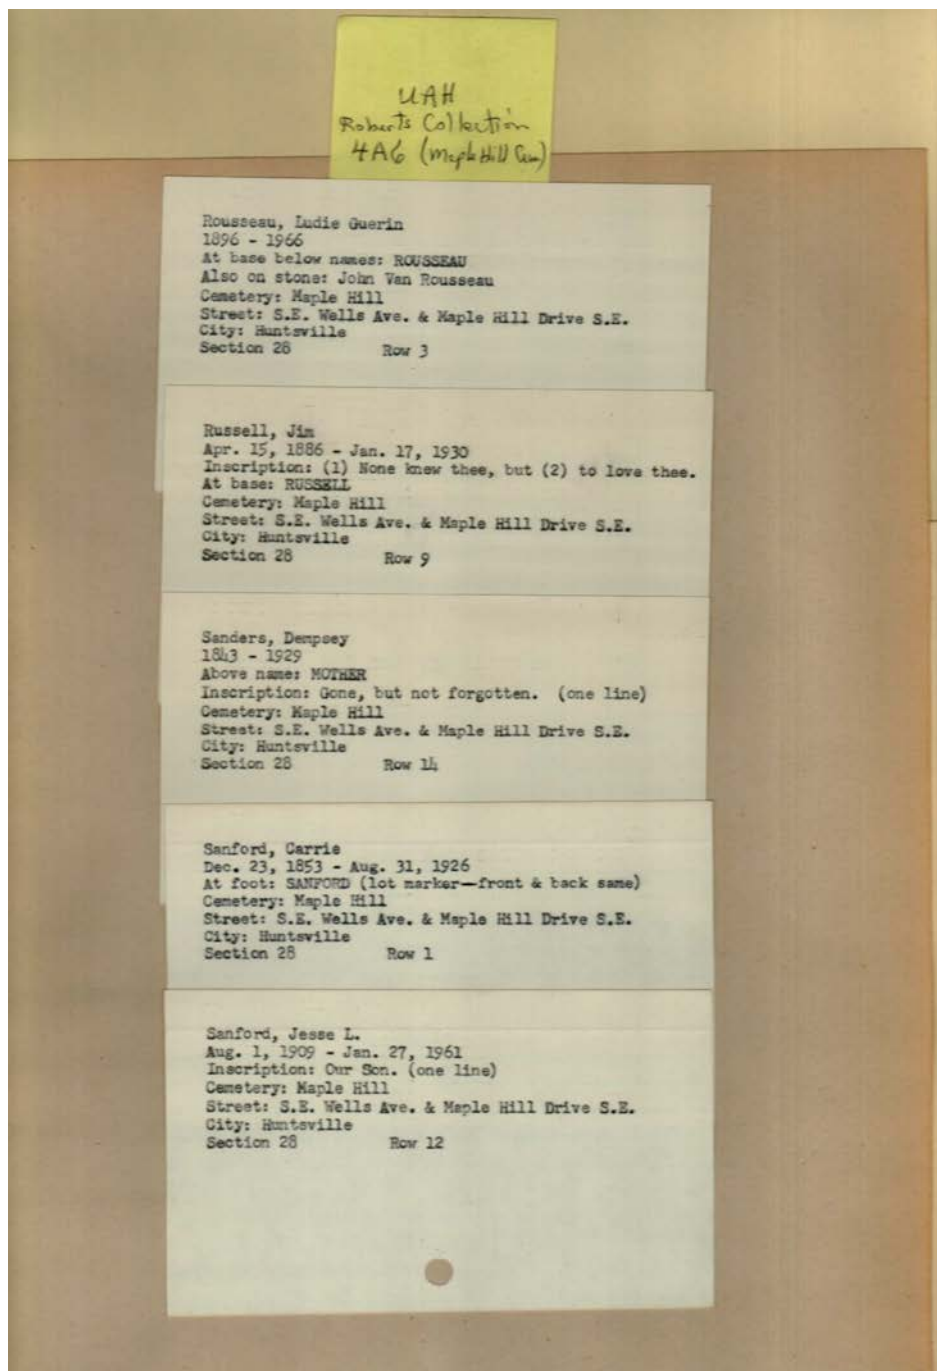 UAH
Roberts Collection
4A6 (Maple Hill Cem)
Rousseau, Ludie Guerin
1896 - 1966
At base below names: ROUSSEAU
Also on stone: John Van Rousseau
Cemetery: Maple Hill
Street: S.E. Wells Ave. & Maple Hill Drive S.E.
City: Huntsville
Section 28 Row 3
Russell, Jim
Apr. 15, 1886 - Jan. 17, 1930
Inscription: (1) None knew thee, but (2) to love thee.
At base: RUSSELL
Cemetery: Maple Hill
Street: S.E. Wells Ave. & Maple Hill Drive S.E.
City: Huntsville
Section 28 Row 9
Sanders, Dempsey
1843 - 1929
Above name: MOTHER
Inscription: Gone, but not forgotten. (one line)
Cemetery: Maple Hill
Street: S.E. Wells Ave. & Maple Hill Drive S.E.
City: Huntsville
Section 28 Row 14
Sanford, Carrie
Dec. 23, 1853 - Aug. 31, 1926
At foot: SANFORD (lot marker—front & back same)
Cemetery: Maple Hill
Street: S.E. Wells Ave. & Maple Hill Drive S.E.
City: Huntsville
Section 28 Row 1
Sanford, Jesse L.
Aug. 1, 1909 - Jan. 27, 1961
Inscription: Our Son. (one line)
Cemetery: Maple Hill
Street: S.E. Wells Ave. & Maple Hill Drive S.E.
City: Huntsville
Section 28 Row 12